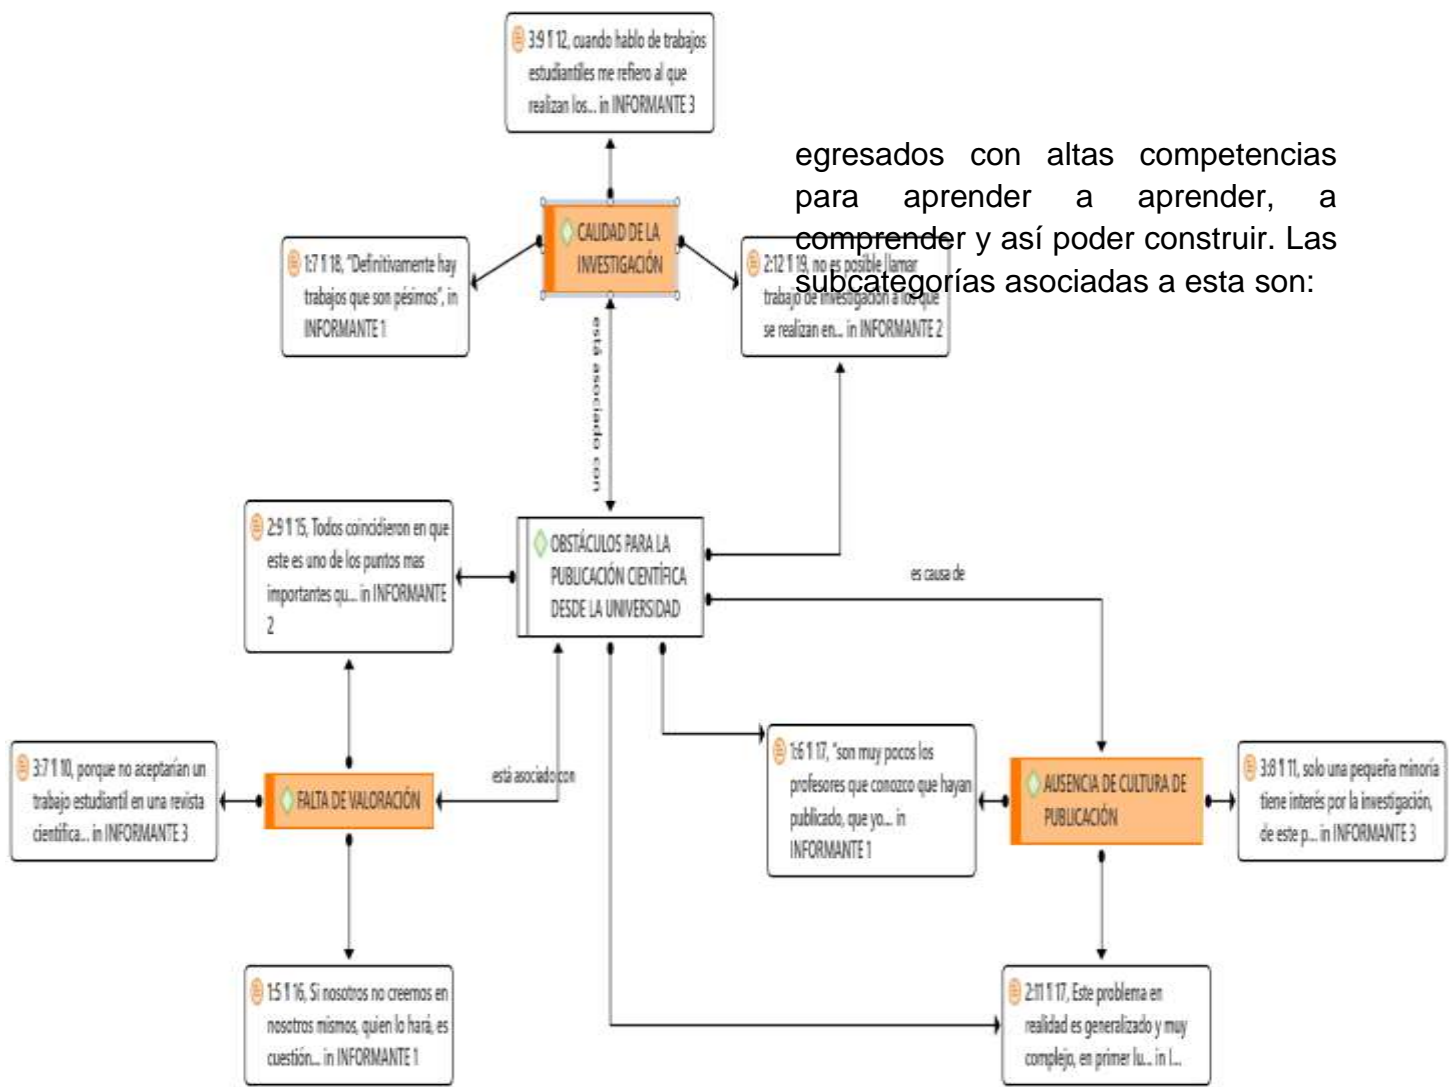 3:9 ¶ 12, cuando hablo de trabajos
estudiantiles me refiero al que
realizan los... in INFORMANTE 3
egresados con altas competencias
para aprender a aprender, a
comprender y así poder construir. Las
subcategorías asociadas a esta son:
CALIDAD DE LA
INVESTIGACIÓN
1:7 ¶ 18, "Definitivamente hay
trabajos que son pésimos", in
INFORMANTE 1
2:12 ¶ 19, no es posible llamar
trabajo de investigación a los que
se realizan en... in INFORMANTE 2
está asociado con
2:9 ¶ 15, Todos coincidieron en que
este es uno de los puntos mas
importantes qu... in INFORMANTE
2
OBSTÁCULOS PARA LA
PUBLICACIÓN CIENTÍFICA
DESDE LA UNIVERSIDAD
es causa de
3:7 ¶ 10, porque no aceptarían un
trabajo estudiantil en una revista
científica... in INFORMANTE 3
FALTA DE VALORACIÓN
está asociado con
1:6 ¶ 17, "son muy pocos los
profesores que conozco que hayan
publicado, que yo... in
INFORMANTE 1
AUSENCIA DE CULTURA DE
PUBLICACIÓN
3:8 ¶ 11, solo una pequeña minoría
tiene interés por la investigación,
de este p... in INFORMANTE 3
1:5 ¶ 16, Si nosotros no creemos en
nosotros mismos, quien lo hará, es
cuestión... in INFORMANTE 1
2:11 ¶ 17, Este problema en
realidad es generalizado y muy
complejo, en primer lu... in I...